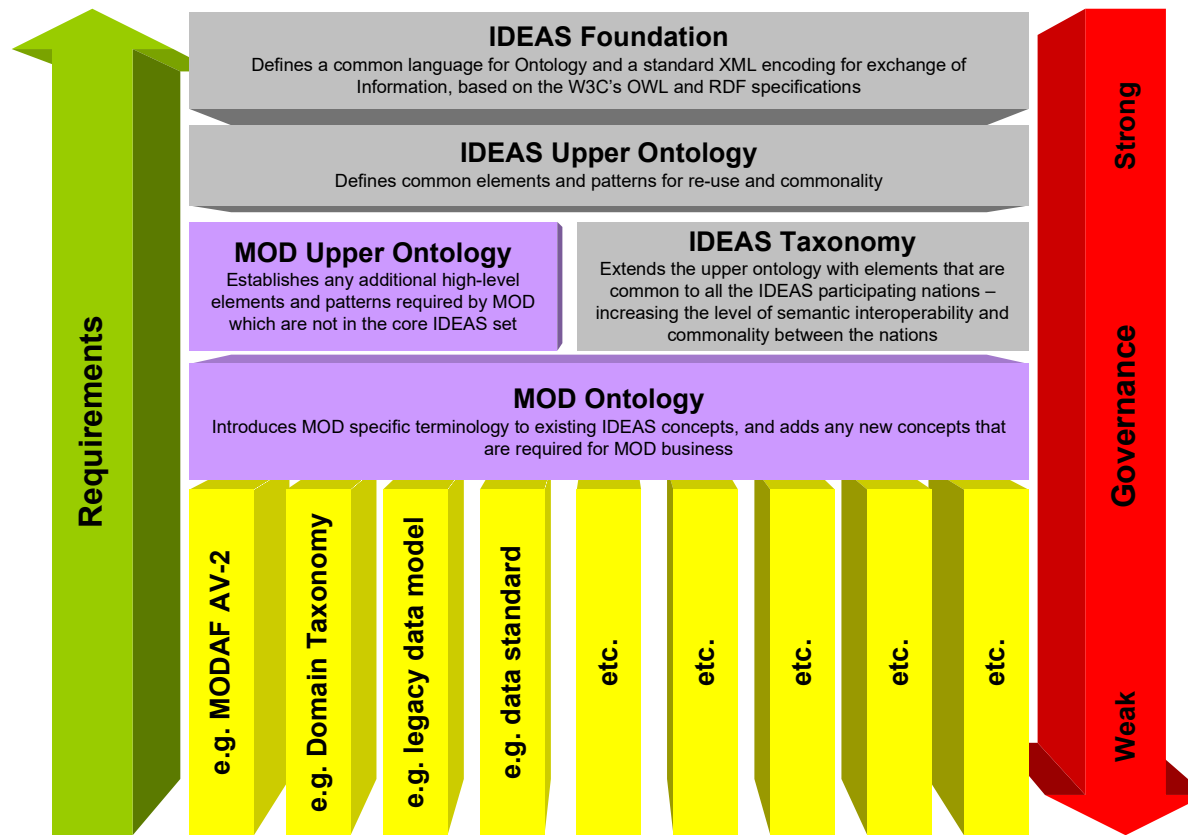 IDEAS Foundation
Defines a common language for Ontology and a standard XML encoding for exchange of
Information, based on the W3C's OWL and RDF specifications
IDEAS Upper Ontology
Defines common elements and patterns for re-use and commonality
MOD Upper Ontology
Establishes any additional high-level
elements and patterns required by MOD
which are not in the core IDEAS set
IDEAS Taxonomy
Extends the upper ontology with elements that are
common to all the IDEAS participating nations –
increasing the level of semantic interoperability and
commonality between the nations
MOD Ontology
Introduces MOD specific terminology to existing IDEAS concepts, and adds any new concepts that
are required for MOD business
Requirements
e.g. MODAF AV-2
e.g. Domain Taxonomy
e.g. legacy data model
e.g. data standard
etc.
etc.
etc.
etc.
etc.
Strong
Governance
Weak